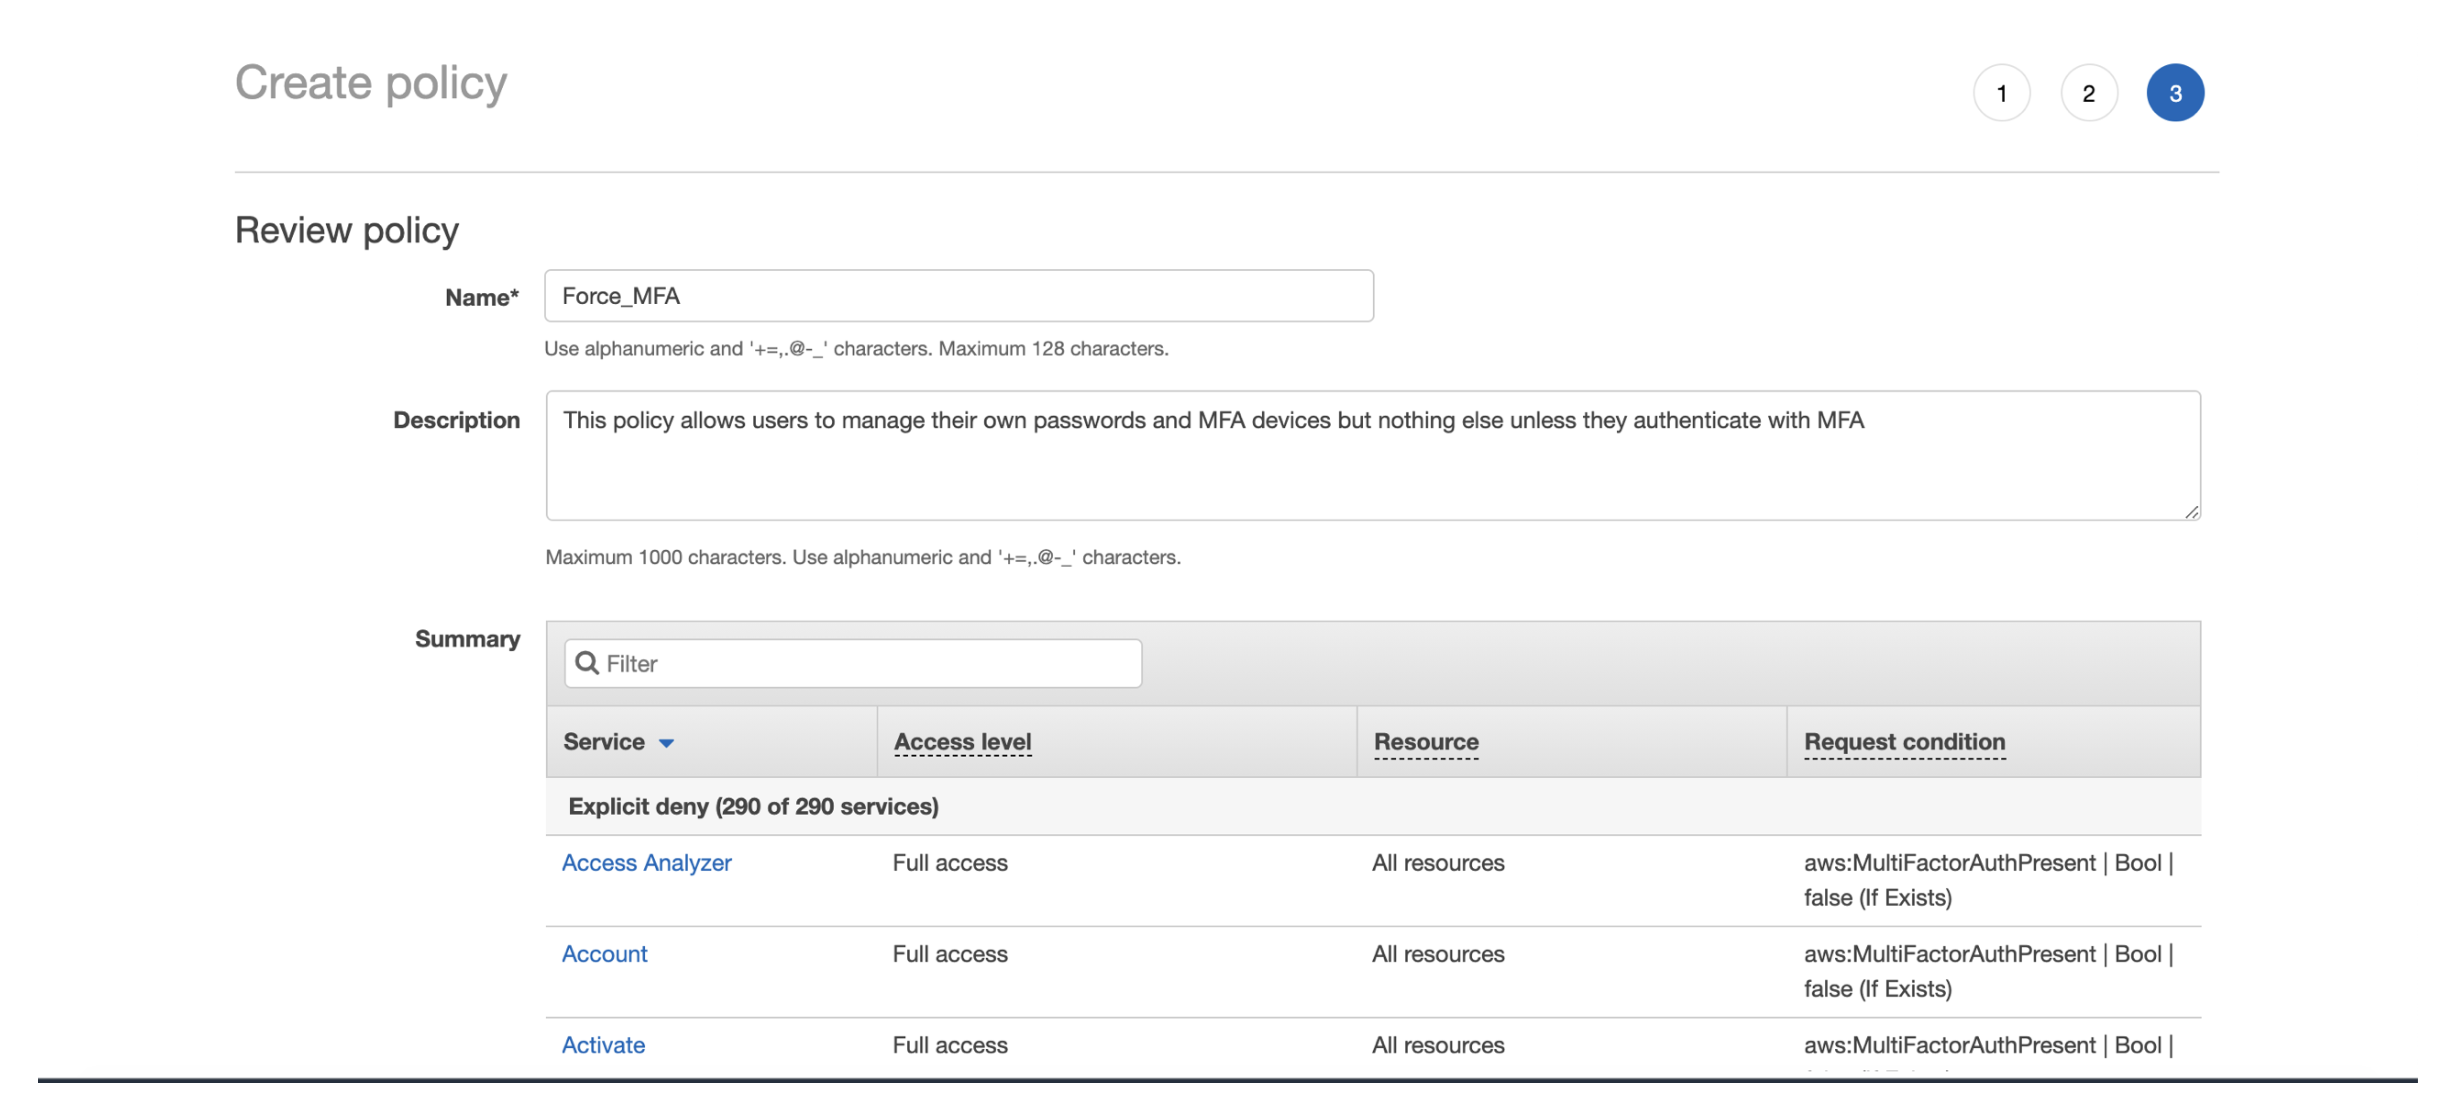 Create policy
1 2 3
Review policy
Name* Force_MFA
Use alphanumeric and '+=,.@-_' characters. Maximum 128 characters.
Description This policy allows users to manage their own passwords and MFA devices but nothing else unless they authenticate with MFA
Maximum 1000 characters. Use alphanumeric and '+=,.@-_' characters.
Summary Filter
Service Access level Resource Request condition
Explicit deny (290 of 290 services)
Access Analyzer Full access All resources aws:MultiFactorAuthPresent | Bool |
false (If Exists)
Account Full access All resources aws:MultiFactorAuthPresent | Bool |
false (If Exists)
Activate Full access All resources aws:MultiFactorAuthPresent | Bool |